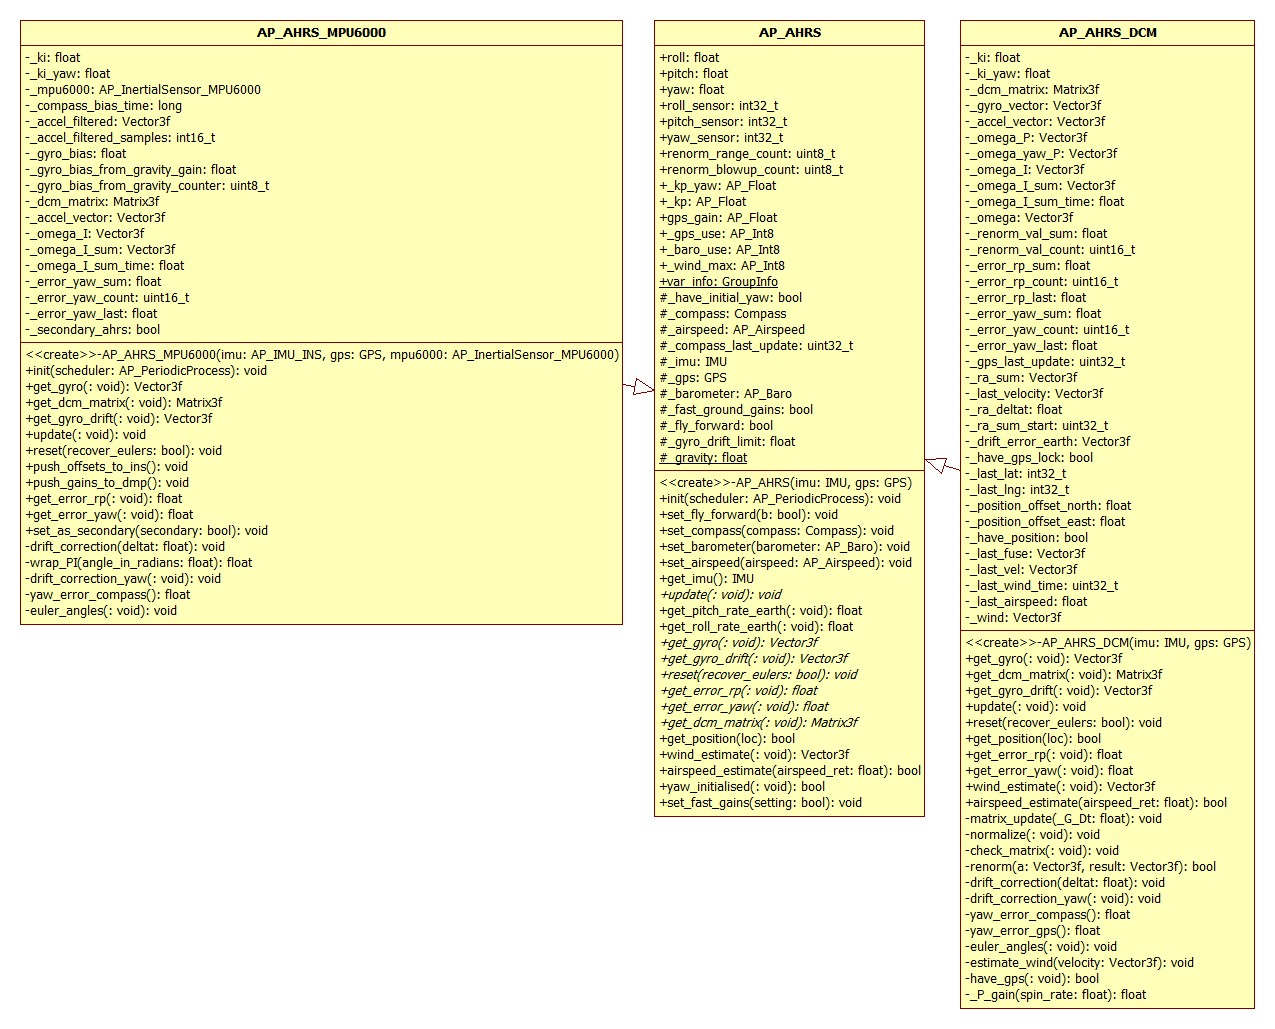 AP_AHRS_MPU6000
-_ki: float
-_ki_yaw: float
-_mpu6000: AP_InertialSensor_MPU6000
-_compass_bias_time: long
-_accel_filtered: Vector3f
-_accel_filtered_samples: int16_t
-_gyro_bias: float
-_gyro_bias_from_gravity_gain: float
-_gyro_bias_from_gravity_counter: uint8_t
-_dcm_matrix: Matrix3f
-_accel_vector: Vector3f
-_omega_I: Vector3f
-_omega_I_sum: Vector3f
-_omega_I_sum_time: float
-_error_yaw_sum: float
-_error_yaw_count: uint16_t
-_error_yaw_last: float
-_secondary_ahrs: bool
<<create>>-AP_AHRS_MPU6000(imu: AP_IMU_INS, gps: GPS, mpu6000: AP_InertialSensor_MPU6000)
+init(scheduler: AP_PeriodicProcess): void
+get_gyro(: void): Vector3f
+get_dcm_matrix(: void): Matrix3f
+get_gyro_drift(: void): Vector3f
+update(: void): void
+reset(recover_eulers: bool): void
+push_offsets_to_ins(): void
+push_gains_to_dmp(): void
+get_error_rp(: void): float
+get_error_yaw(: void): float
+set_as_secondary(secondary: bool): void
-drift_correction(deltat: float): void
-wrap_PI(angle_in_radians: float): float
-drift_correction_yaw(: void): void
-yaw_error_compass(): float
-euler_angles(: void): void
AP_AHRS
+roll: float
+pitch: float
+yaw: float
+roll_sensor: int32_t
+pitch_sensor: int32_t
+yaw_sensor: int32_t
+renorm_range_count: uint8_t
+renorm_blowup_count: uint8_t
+_kp_yaw: AP_Float
+_kp: AP_Float
+gps_gain: AP_Float
+_gps_use: AP_Int8
+_baro_use: AP_Int8
+_wind_max: AP_Int8
+var_info: GroupInfo
#_have_initial_yaw: bool
#_compass: Compass
#_airspeed: AP_Airspeed
#_compass_last_update: uint32_t
#_imu: IMU
#_gps: GPS
#_barometer: AP_Baro
#_fast_ground_gains: bool
#_fly_forward: bool
#_gyro_drift_limit: float
#_gravity: float
<<create>>-AP_AHRS(imu: IMU, gps: GPS)
+init(scheduler: AP_PeriodicProcess): void
+set_fly_forward(b: bool): void
+set_compass(compass: Compass): void
+set_barometer(barometer: AP_Baro): void
+set_airspeed(airspeed: AP_Airspeed): void
+get_imu(): IMU
+update(: void): void
+get_pitch_rate_earth(: void): float
+get_roll_rate_earth(: void): float
+get_gyro(: void): Vector3f
+get_gyro_drift(: void): Vector3f
+reset(recover_eulers: bool): void
+get_error_rp(: void): float
+get_error_yaw(: void): float
+get_dcm_matrix(: void): Matrix3f
+get_position(loc): bool
+wind_estimate(: void): Vector3f
+airspeed_estimate(airspeed_ret: float): bool
+yaw_initialised(: void): bool
+set_fast_gains(setting: bool): void
AP_AHRS_DCM
-_ki: float
-_ki_yaw: float
-_dcm_matrix: Matrix3f
-_gyro_vector: Vector3f
-_accel_vector: Vector3f
-_omega_P: Vector3f
-_omega_yaw_P: Vector3f
-_omega_I: Vector3f
-_omega_I_sum: Vector3f
-_omega_I_sum_time: float
-_omega: Vector3f
-_renorm_val_sum: float
-_renorm_val_count: uint16_t
-_error_rp_sum: float
-_error_rp_count: uint16_t
-_error_rp_last: float
-_error_yaw_sum: float
-_error_yaw_count: uint16_t
-_error_yaw_last: float
-_gps_last_update: uint32_t
-_ra_sum: Vector3f
-_last_velocity: Vector3f
-_ra_deltat: float
-_ra_sum_start: uint32_t
-_drift_error_earth: Vector3f
-_have_gps_lock: bool
-_last_lat: int32_t
-_last_lng: int32_t
-_position_offset_north: float
-_position_offset_east: float
-_have_position: bool
-_last_fuse: Vector3f
-_last_vel: Vector3f
-_last_wind_time: uint32_t
-_last_airspeed: float
-_wind: Vector3f
<<create>>-AP_AHRS_DCM(imu: IMU, gps: GPS)
+get_gyro(: void): Vector3f
+get_dcm_matrix(: void): Matrix3f
+get_gyro_drift(: void): Vector3f
+update(: void): void
+reset(recover_eulers: bool): void
+get_position(loc): bool
+get_error_rp(: void): float
+get_error_yaw(: void): float
+wind_estimate(: void): Vector3f
+airspeed_estimate(airspeed_ret: float): bool
-matrix_update(_G_Dt: float): void
-normalize(: void): void
-check_matrix(: void): void
-renorm(a: Vector3f, result: Vector3f): bool
-drift_correction(deltat: float): void
-drift_correction_yaw(: void): void
-yaw_error_compass(): float
-yaw_error_gps(): float
-euler_angles(: void): void
-estimate_wind(velocity: Vector3f): void
-have_gps(: void): bool
-_P_gain(spin_rate: float): float